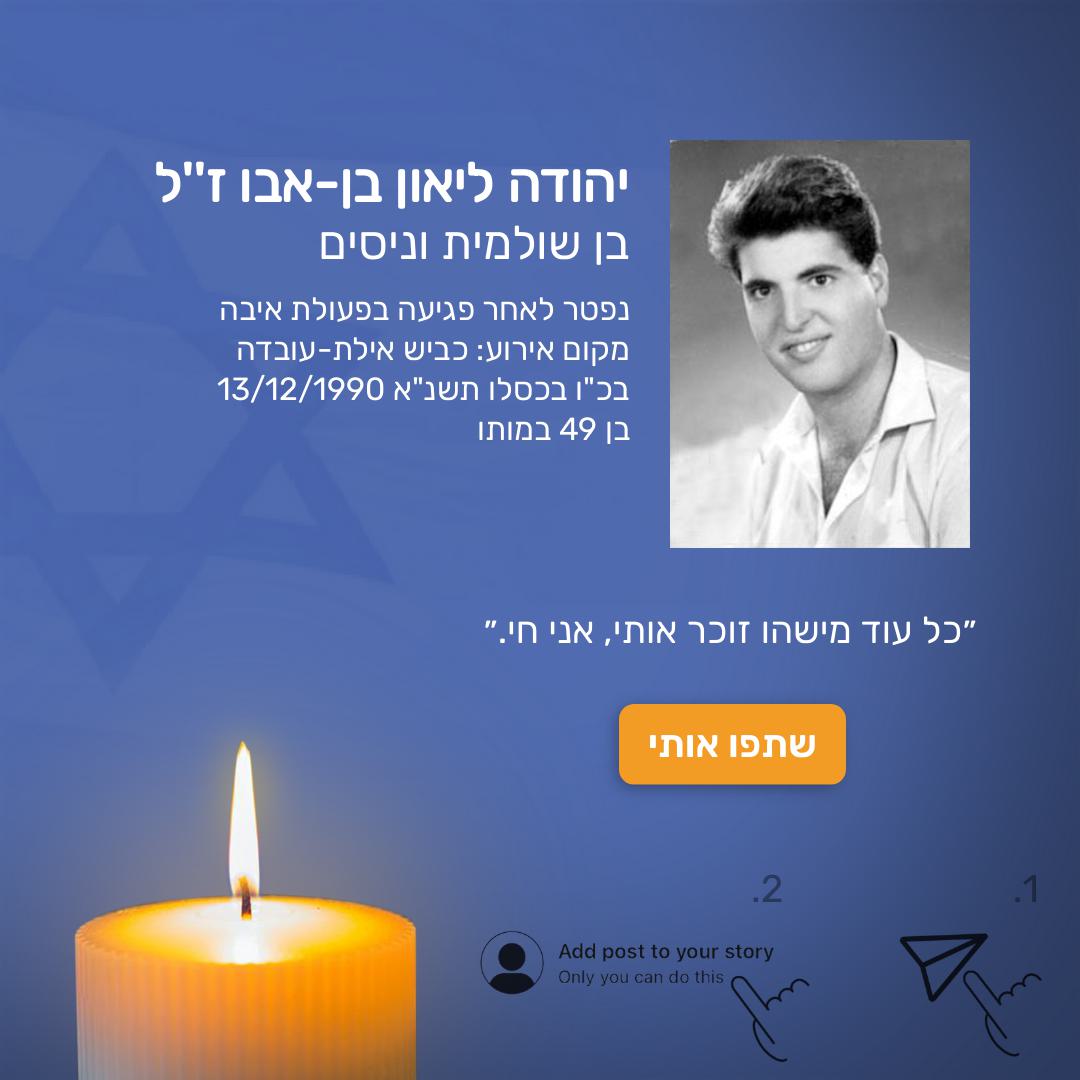 יהודה ליאון בן-אבו ז"ל
בן שולמית וניסים
נפטר לאחר פגיעה בפעולת איבה
מקום אירוע: כביש אילת-עובדה
בכ"ו בכסלו תשנ"א 13/12/1990
בן 49 במותו
״כל עוד מישהו זוכר אותי, אני חי.״
שתפו אותי
1.
2.
Add post to your story
Only you can do this